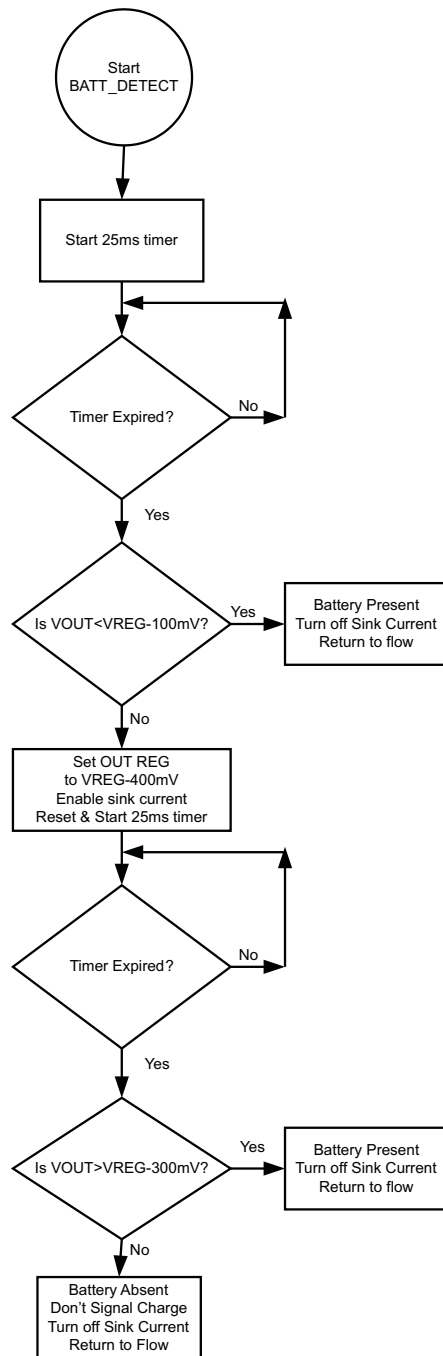 Start
BATT_DETECT
Start 25ms timer
Timer Expired?
No
Yes
Is VOUT<VREG-100mV?
Yes
Battery Present
Turn off Sink Current
Return to flow
No
Set OUT REG
to VREG-400mV
Enable sink current
Reset & Start 25ms timer
Timer Expired?
No
Yes
Is VOUT>VREG-300mV?
Yes
Battery Present
Turn off Sink Current
Return to flow
No
Battery Absent
Don’t Signal Charge
Turn off Sink Current
Return to Flow